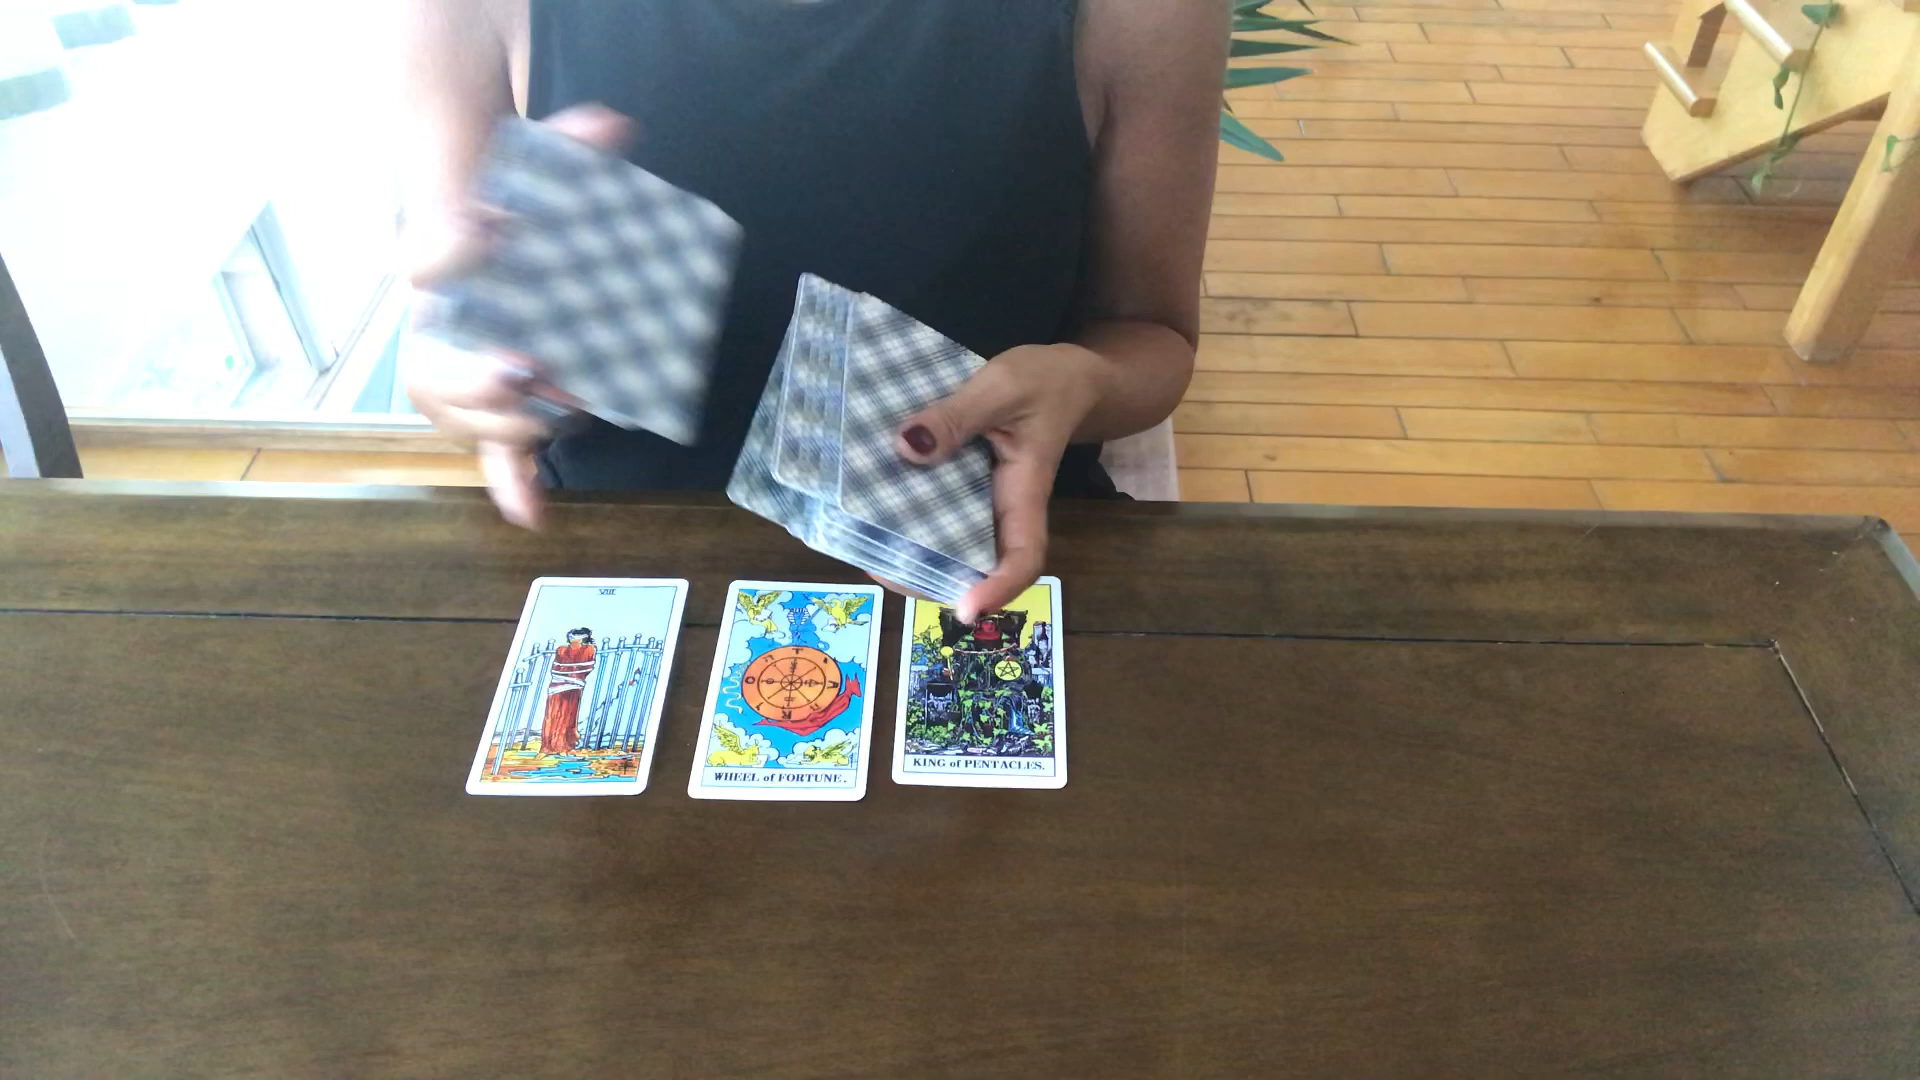 VIII
WHEEL of FORTUNE.
KING of PENTACLES.